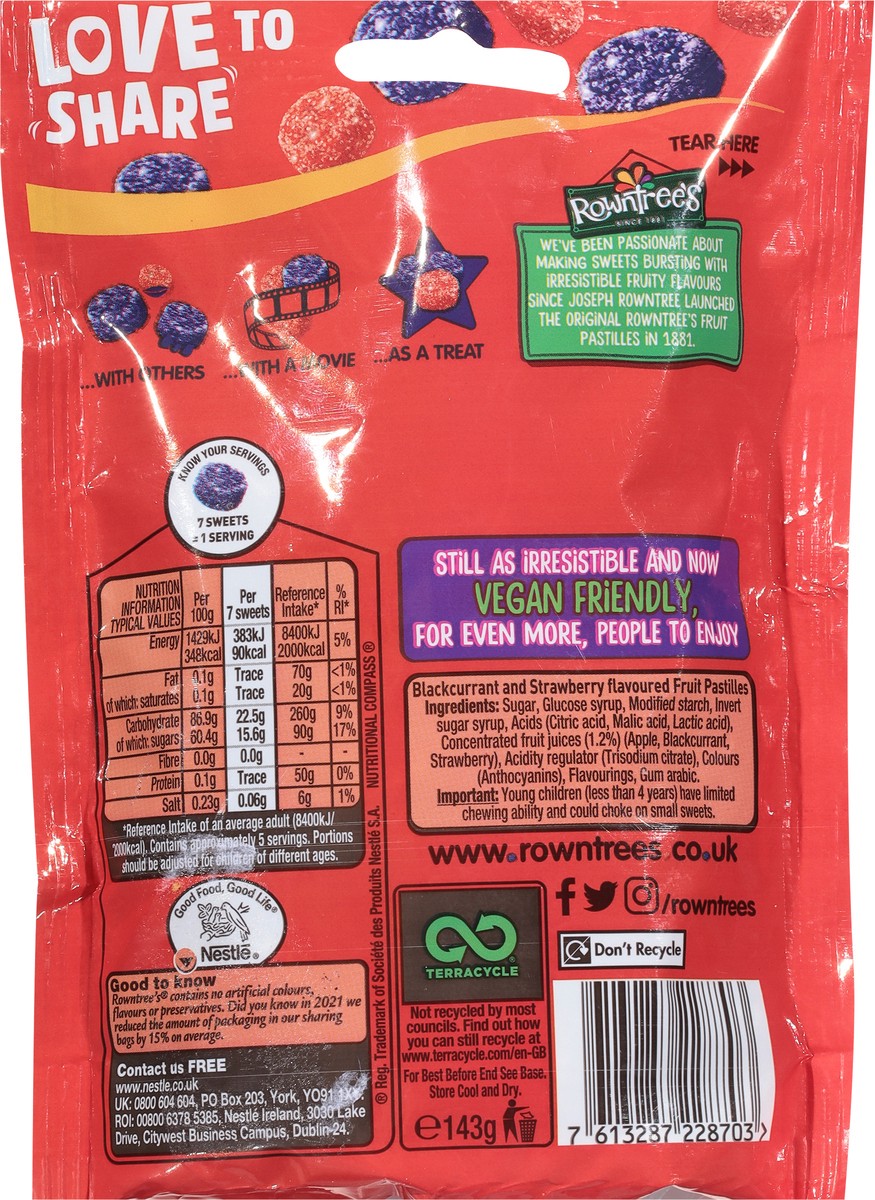 LOVE TO
SHARE
TEAR HERE
Rowntree's
SINCE 1881
WE'VE BEEN PASSIONATE ABOUT
MAKING SWEETS BURSTING WITH
IRRESISTIBLE FRUITY FLAVOURS
SINCE JOSEPH ROWNTREE LAUNCHED
THE ORIGINAL ROWNTREE'S FRUIT
PASTILLES IN 1881.
...WITH OTHERS
...WITH A MOVIE
...AS A TREAT
KNOW YOUR SERVINGS
7 SWEETS
= 1 SERVING
NUTRITION INFORMATION TYPICAL VALUES Per 100g Per 7 sweets Reference Intake* % RI*
Energy 1429kJ 383kJ 8400kJ 5%
348kcal 90kcal 2000kcal
Fat 0.1g Trace 70g <1%
of which: saturates 0.1g Trace 20g <1%
Carbohydrate 86.9g 22.5g 260g 9%
of which: sugars 60.4g 15.6g 90g 17%
Fibre 0.0g 0.0g - -
Protein 0.1g Trace 50g 0%
Salt 0.23g 0.06g 6g 1%
*Reference Intake of an average adult (8400kJ/
2000kcal). Contains approximately 5 servings. Portions
should be adjusted for children of different ages.
® Reg. Trademark of Société des Produits Nestlé S.A. NUTRITIONAL COMPASS ®
STILL AS IRRESISTIBLE AND NOW
VEGAN FRIENDLY,
FOR EVEN MORE, PEOPLE TO ENJOY
Blackcurrant and Strawberry flavoured Fruit Pastilles
Ingredients: Sugar, Glucose syrup, Modified starch, Invert
sugar syrup, Acids (Citric acid, Malic acid, Lactic acid),
Concentrated fruit juices (1.2%) (Apple, Blackcurrant,
Strawberry), Acidity regulator (Trisodium citrate), Colours
(Anthocyanins), Flavourings, Gum arabic.
Important: Young children (less than 4 years) have limited
chewing ability and could choke on small sweets.
www.rowntrees.co.uk
/rowntrees
Don't Recycle
Good Food, Good Life®
Nestlé®
Good to know
Rowntree's® contains no artificial colours,
flavours or preservatives. Did you know in 2021 we
reduced the amount of packaging in our sharing
bags by 15% on average.
Contact us FREE
www.nestle.co.uk
UK: 0800 604 604, PO Box 203, York, YO91
ROI: 00800 6378 5385, Nestlé Ireland, 3030 Lake
Drive, Citywest Business Campus, Dublin 24.
TERRACYCLE
Not recycled by most
councils. Find out how
you can still recycle at
www.terracycle.com/en-GB
For Best Before End See Base.
Store Cool and Dry.
e143g
7 613287 228703 >